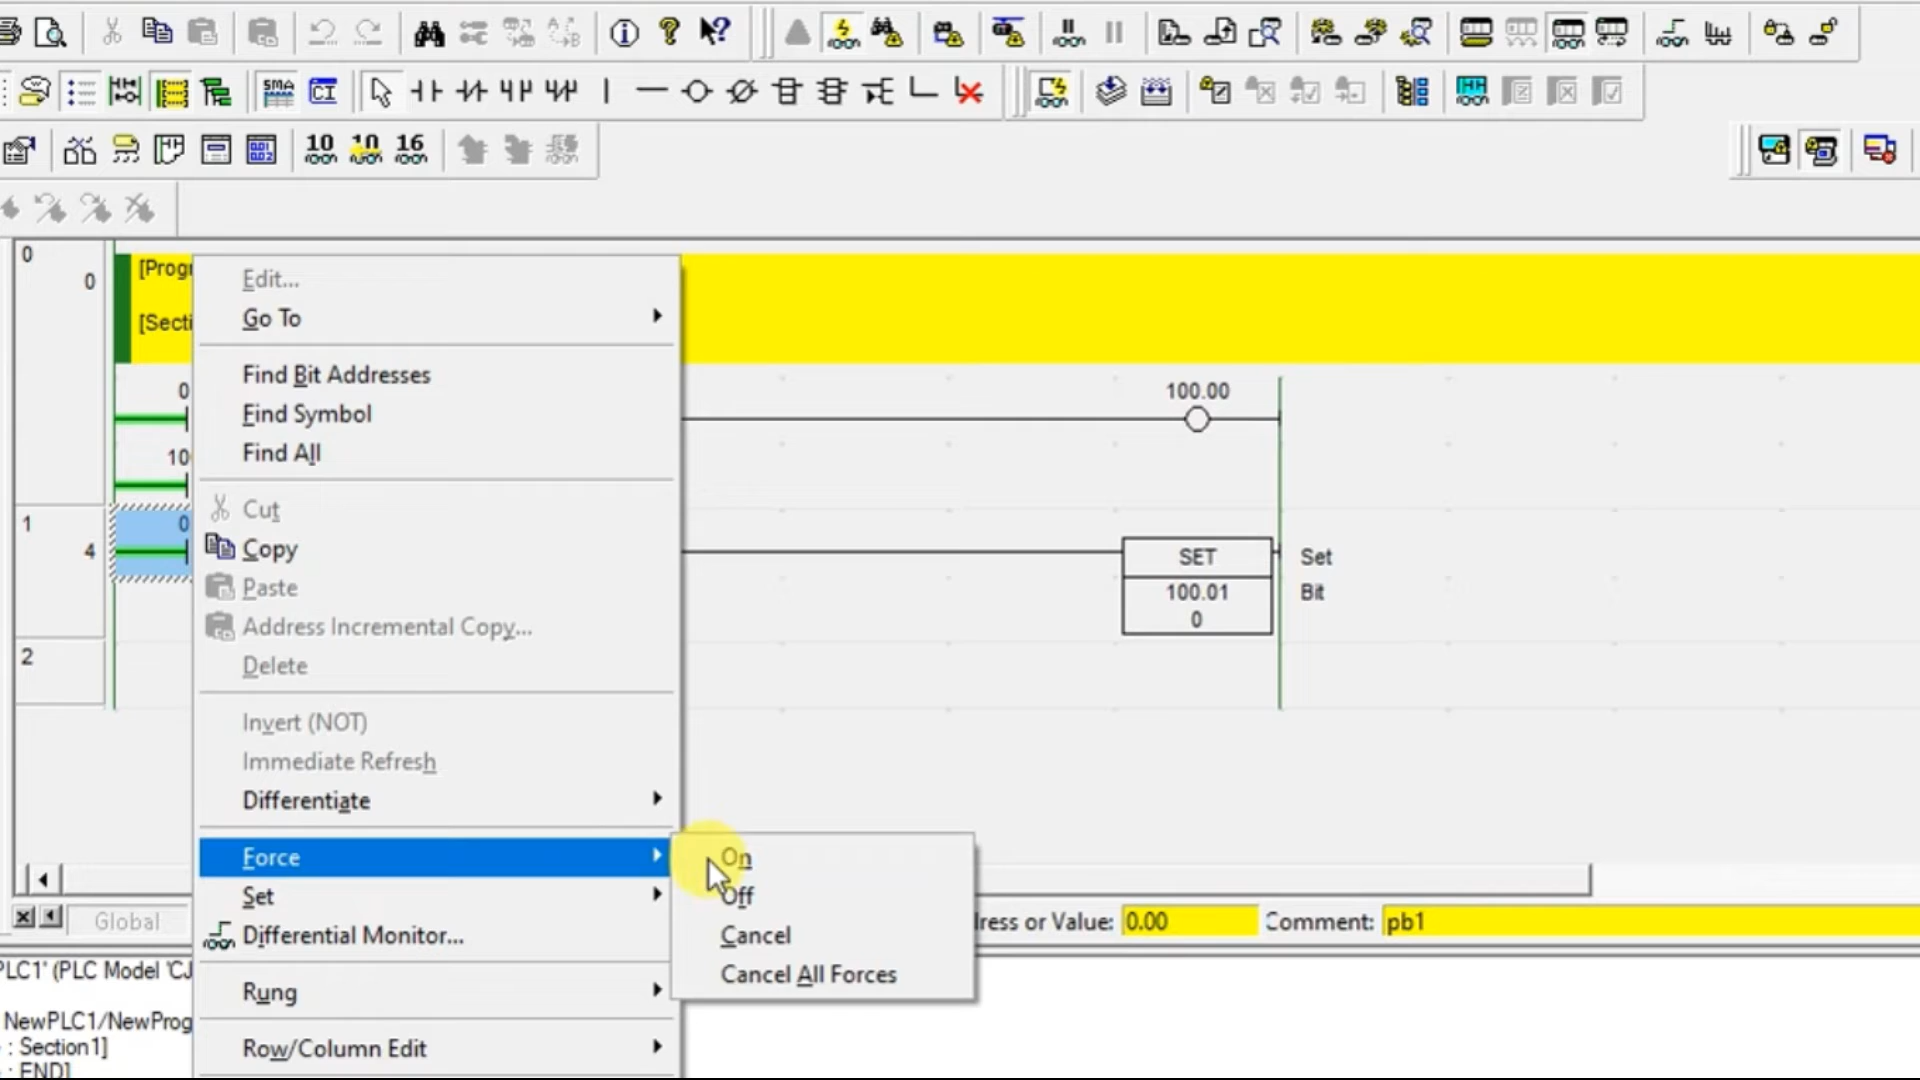 SMA CI
10 10 16
0
0
[Progr
[Secti
0
10
100.00
1
4
0
SET
100.01
0
Set
Bit
2
Edit...
Go To
Find Bit Addresses
Find Symbol
Find All
Cut
Copy
Paste
Address Incremental Copy...
Delete
Invert (NOT)
Immediate Refresh
Differentiate
Force
Set
Differential Monitor...
Rung
Row/Column Edit
On
Off
Cancel
Cancel All Forces
Global
dress or Value: 0.00 Comment: pb1
PLC1' (PLC Model 'CJ
NewPLC1/NewProg
: Section1]
: END]